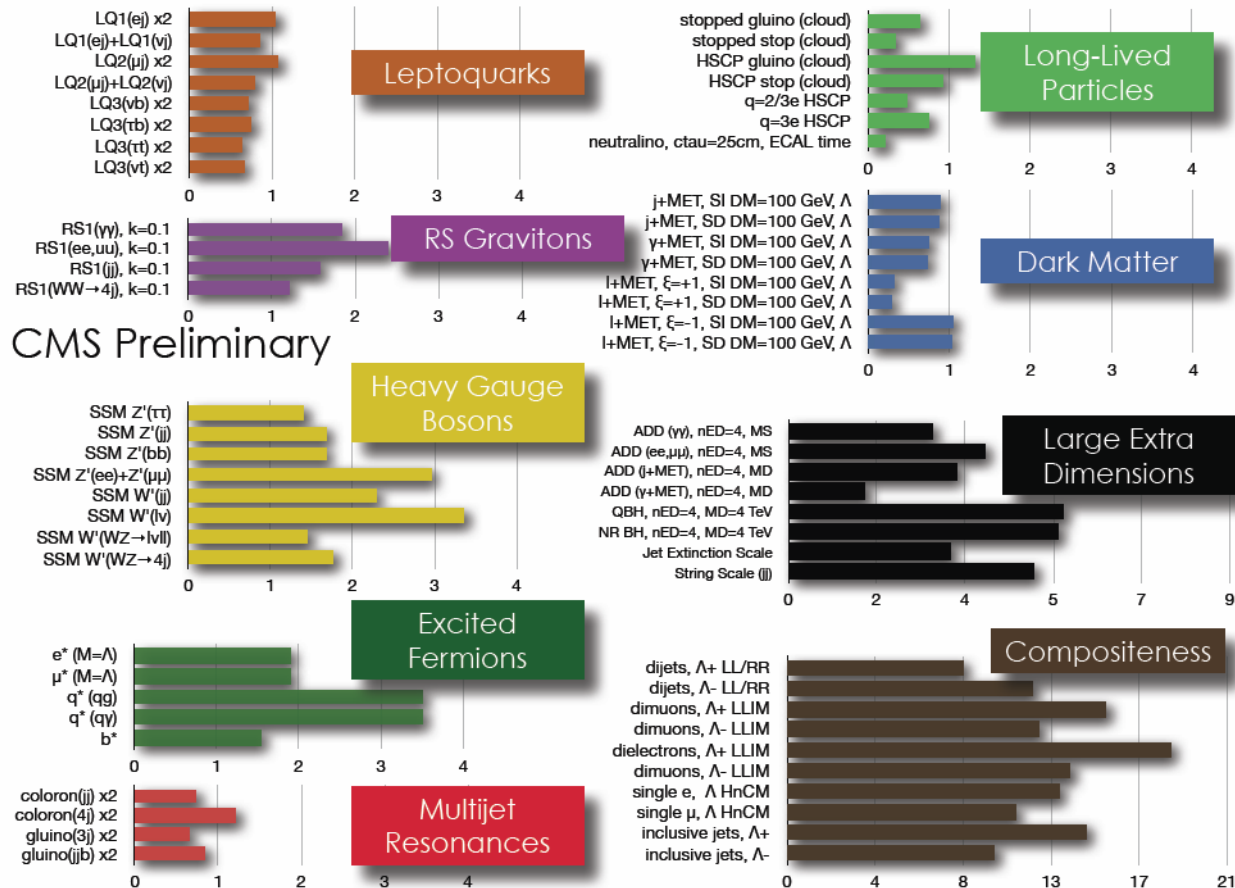 LQ1(ej) x2
LQ1(ej)+LQ1(νj)
LQ2(μj) x2
LQ2(μj)+LQ2(νj)
LQ3(νb) x2
LQ3(τb) x2
LQ3(τt) x2
LQ3(vt) x2
0 1 2 3 4
Leptoquarks
RS1(γγ), k=0.1
RS1(ee,uu), k=0.1
RS1(jj), k=0.1
RS1(WW→4j), k=0.1
0 1 2 3 4
RS Gravitons
CMS Preliminary
Heavy Gauge
Bosons
SSM Z'(ττ)
SSM Z'(jj)
SSM Z'(bb)
SSM Z'(ee)+Z'(μμ)
SSM W'(jj)
SSM W'(lv)
SSM W'(WZ→lvll)
SSM W'(WZ→4j)
0 1 2 3 4
Excited
Fermions
e* (M=Λ)
μ* (M=Λ)
q* (qg)
q* (qγ)
b*
0 1 2 3 4
coloron(jj) x2
coloron(4j) x2
gluino(3j) x2
gluino(jjb) x2
0 1 2 3 4
Multijet
Resonances
stopped gluino (cloud)
stopped stop (cloud)
HSCP gluino (cloud)
HSCP stop (cloud)
q=2/3e HSCP
q=3e HSCP
neutralino, ctau=25cm, ECAL time
0 1 2 3 4
Long-Lived
Particles
j+MET, SI DM=100 GeV, Λ
j+MET, SD DM=100 GeV, Λ
γ+MET, SI DM=100 GeV, Λ
γ+MET, SD DM=100 GeV, Λ
l+MET, ξ=+1, SI DM=100 GeV, Λ
l+MET, ξ=+1, SD DM=100 GeV, Λ
l+MET, ξ=-1, SI DM=100 GeV, Λ
l+MET, ξ=-1, SD DM=100 GeV, Λ
0 1 2 3 4
Dark Matter
ADD (γγ), nED=4, MS
ADD (ee,μμ), nED=4, MS
ADD (j+MET), nED=4, MD
ADD (γ+MET), nED=4, MD
QBH, nED=4, MD=4 TeV
NR BH, nED=4, MD=4 TeV
Jet Extinction Scale
String Scale (jj)
0 2 4 5 7 9
Large Extra
Dimensions
Compositeness
dijets, Λ+ LL/RR
dijets, Λ- LL/RR
dimuons, Λ+ LLIM
dimuons, Λ- LLIM
dielectrons, Λ+ LLIM
dimuons, Λ- LLIM
single e, Λ HnCM
single μ, Λ HnCM
inclusive jets, Λ+
inclusive jets, Λ-
0 4 8 13 17 21